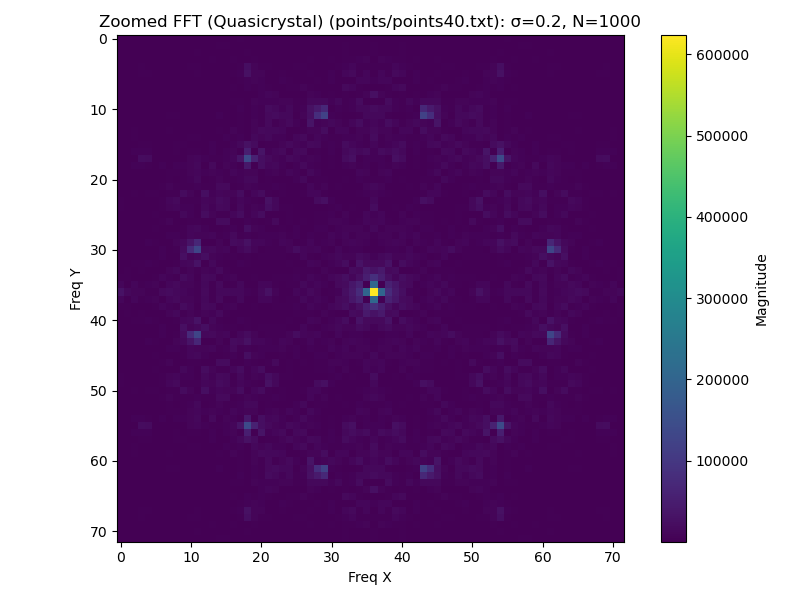 Zoomed FFT (Quasicrystal) (points/points40.txt): σ=0.2, N=1000
0
10
20
30
40
50
60
70
Freq Y
0 10 20 30 40 50 60 70
Freq X
600000
500000
400000
300000
200000
100000
Magnitude